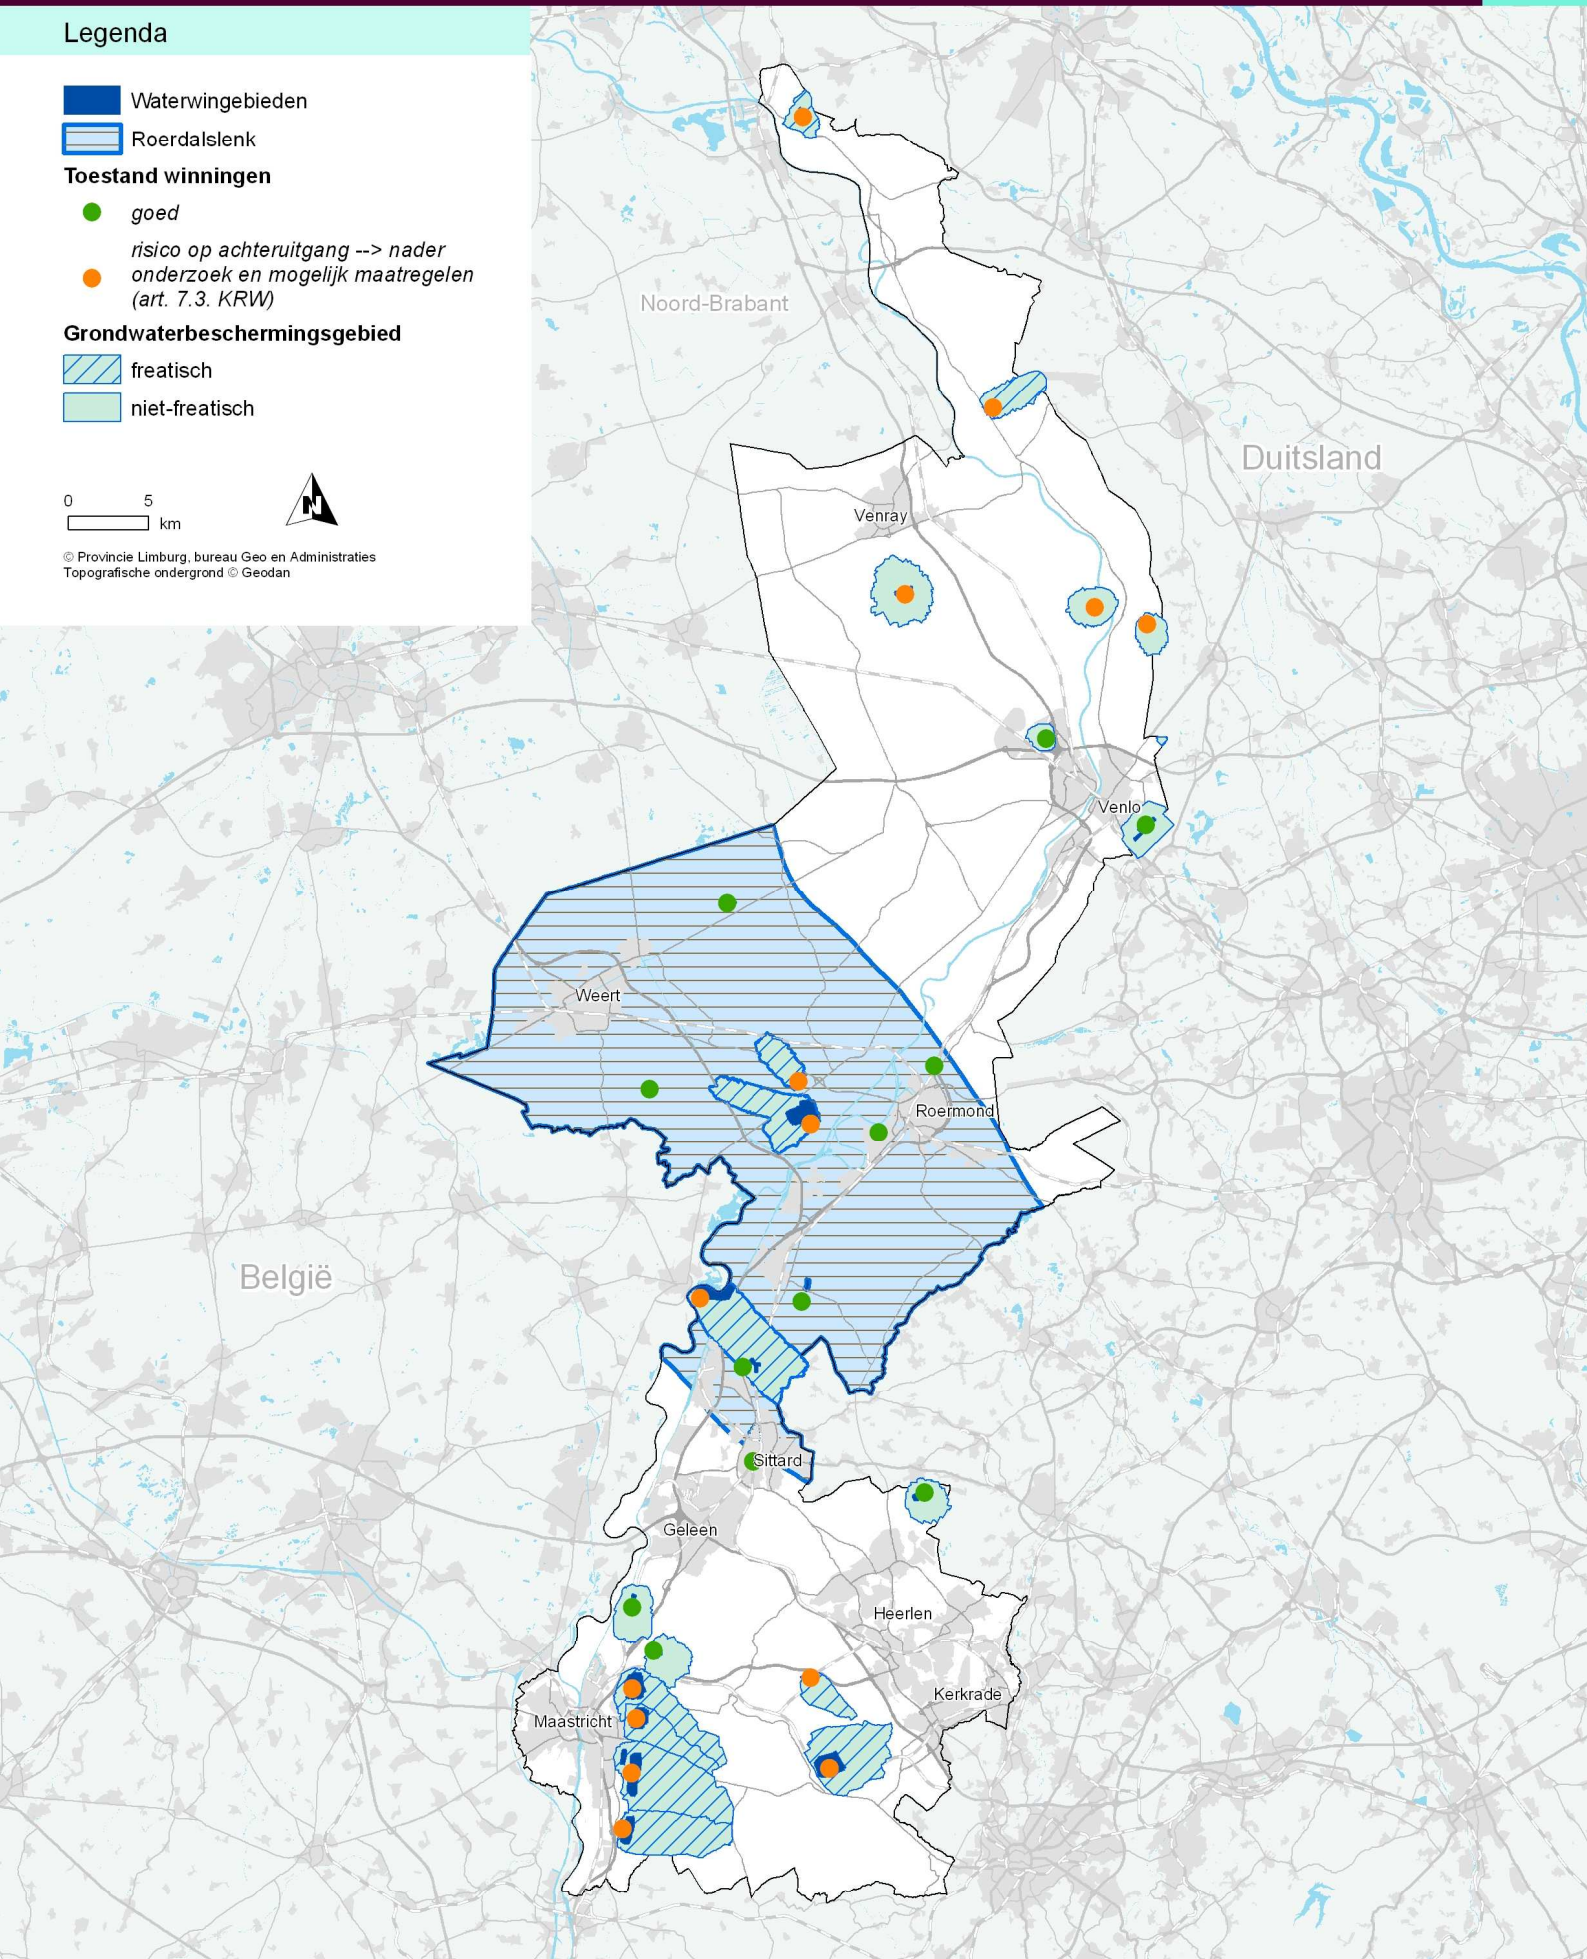 Legenda
Waterwingebieden
Roerdalslenk
Toestand winningen
goed
risico op achteruitgang --> nader
onderzoek en mogelijk maatregelen
(art. 7.3. KRW)
Grondwaterbeschermingsgebied
freatisch
niet-freatisch
0 5
km
N
© Provincie Limburg, bureau Geo en Administraties
Topografische ondergrond © Geodan
Noord-Brabant
Duitsland
Venray
Venlo
Weert
Roermond
België
Sittard
Geleen
Heerlen
Kerkrade
Maastricht